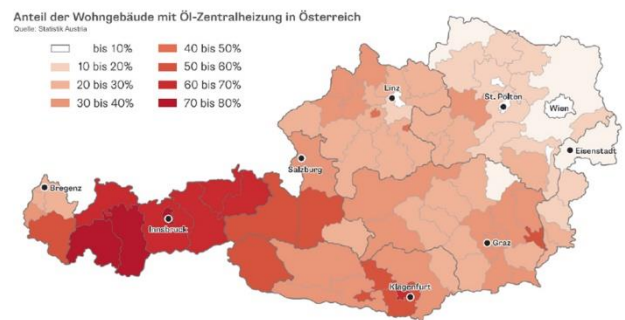 Anteil der Wohngebäude mit Öl-Zentralheizung in Österreich
Quelle: Statistik Austria
bis 10%
10 bis 20%
20 bis 30%
30 bis 40%
40 bis 50%
50 bis 60%
60 bis 70%
70 bis 80%
Linz
St. Pölten
Wien
Eisenstadt
Salzburg
Bregenz
Innsbruck
Graz
Klagenfurt